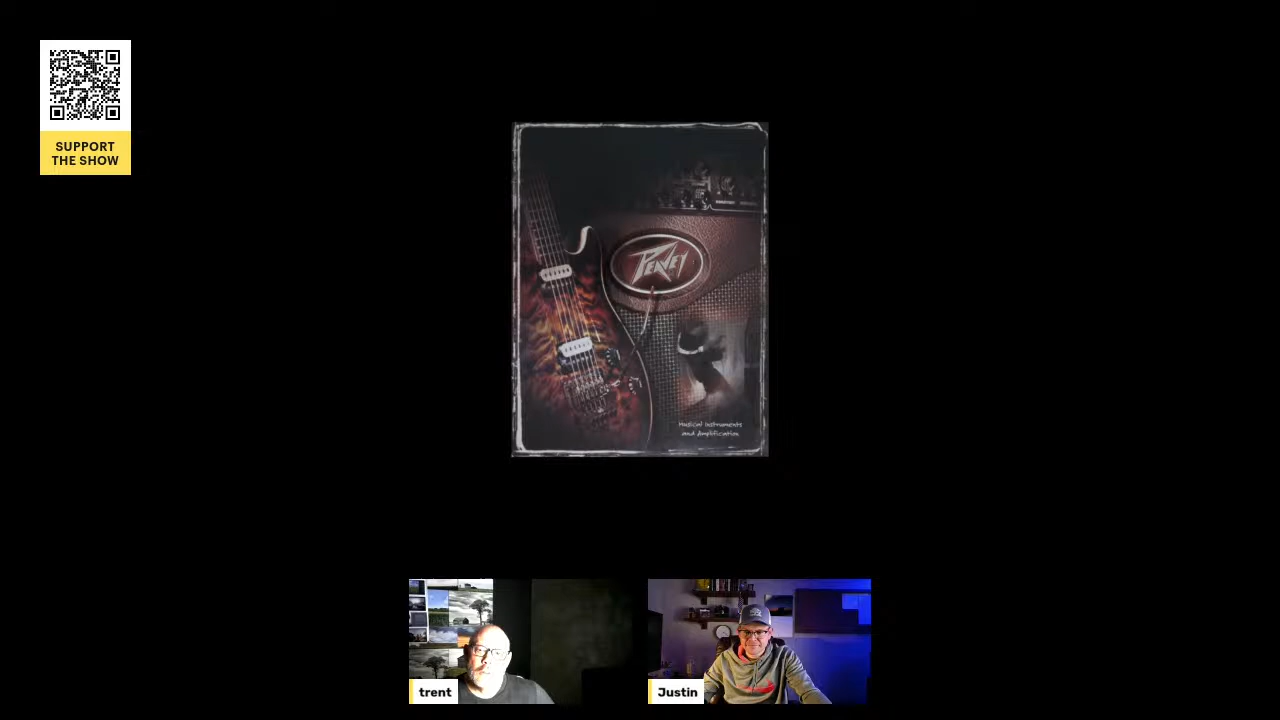 SUPPORT
THE SHOW
PEAVEY
Musical Instruments
and Amplification
trent
Justin